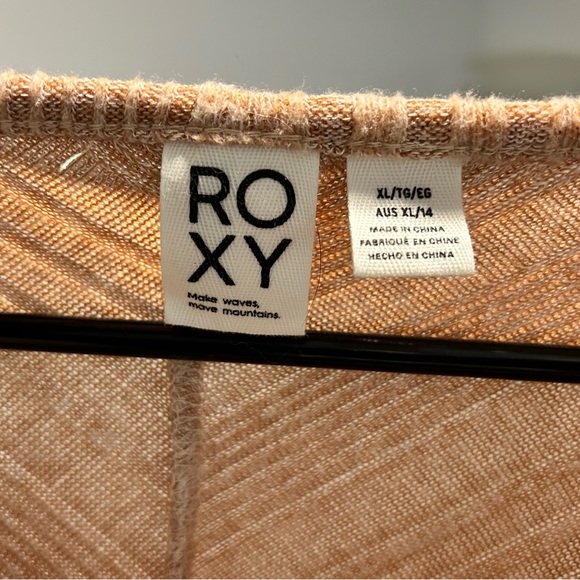 RO
XY
Make waves,
move mountains.
XL/TG/EG
AUS XL/14
MADE IN CHINA
FABRIQUÉ EN CHINE
HECHO EN CHINA